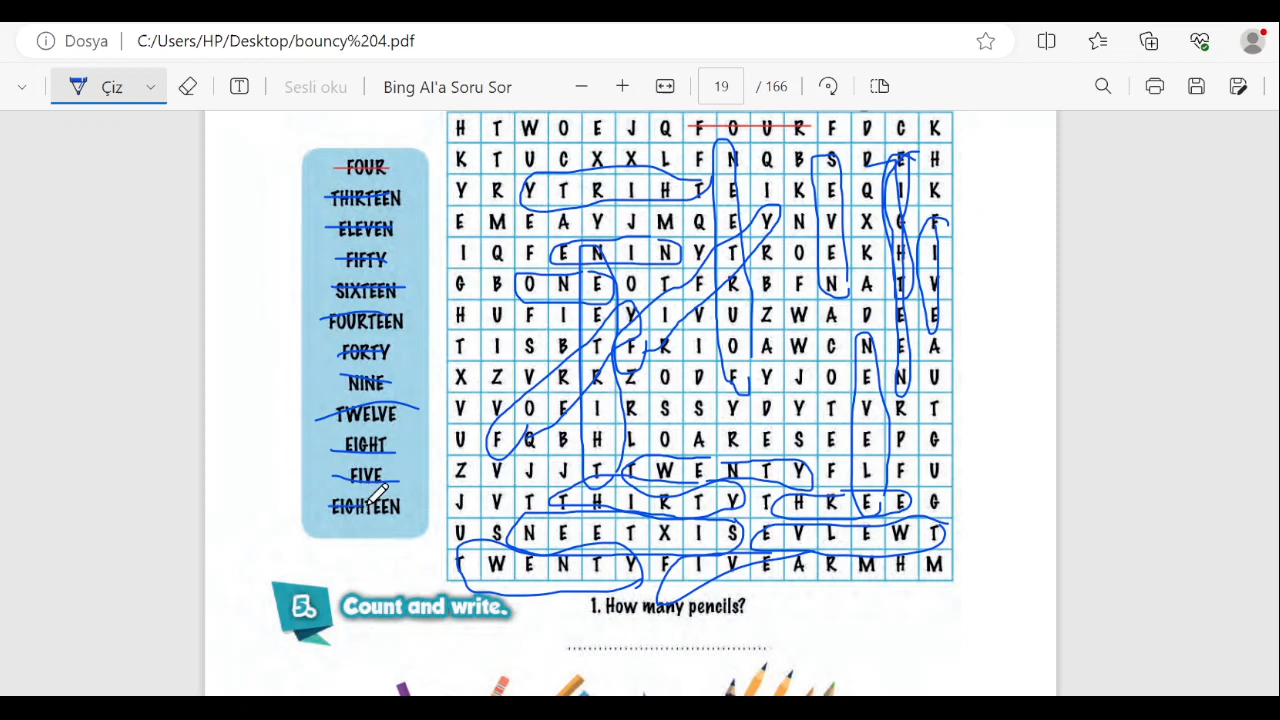 Dosya C:/Users/HP/Desktop/bouncy%204.pdf
Çiz Sesli oku Bing AI'a Soru Sor 19 / 166
FOUR
THIRTEEN
ELEVEN
FIFTY
SIXTEEN
FOURTEEN
FORTY
NINE
TWELVE
EIGHT
FIVE
EIGHTEEN
H T W O E J Q F O U R F D C K
K T U C X X L F N Q B S D E H
Y R Y T R I H T E I K E Q I K
E M E A Y J M Q E Y N V X G F
I Q F E N I N Y T R O E K H I
G B O N E O T F R B F N A T V
H U F I E Y I V U Z W A D E E
T I S B T F R I O A W C N E A
X Z V R R Z O D F Y J O E N U
V V O E I R S S Y D Y T V R T
U F Q B H L O A R E S E E P G
Z V J J T T W E N T Y F L F U
J V T T H I R T Y T H R E E G
U S N E E T X I S E V L E W T
T W E N T Y F I V E A R M H M
5. Count and write.
1. How many pencils?